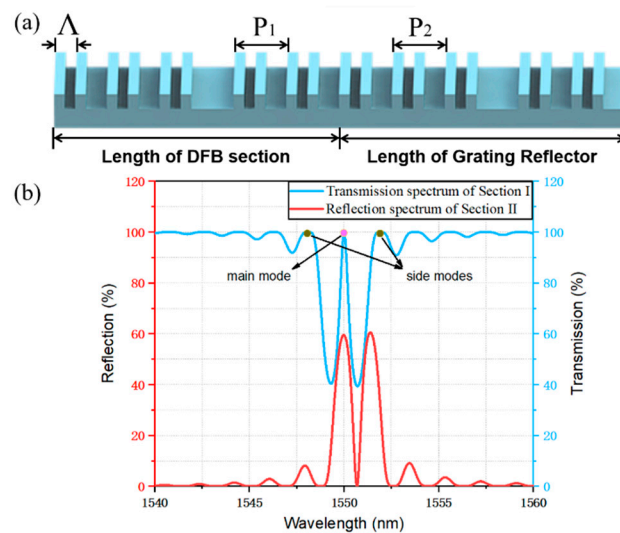 (a)
Λ
P1
P2
Length of DFB section
Length of Grating Reflector
(b)
Transmission spectrum of Section I
Reflection spectrum of Section II
main mode
side modes
Reflection (%)
Transmission (%)
120
100
80
60
40
20
0
120
100
80
60
40
20
0
1540
1545
1550
1555
1560
Wavelength (nm)